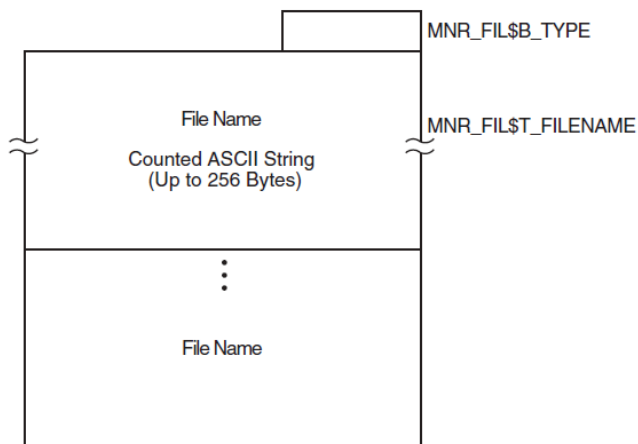 MNR_FIL$B_TYPE
File Name
MNR_FIL$T_FILENAME
Counted ASCII String
(Up to 256 Bytes)
File Name